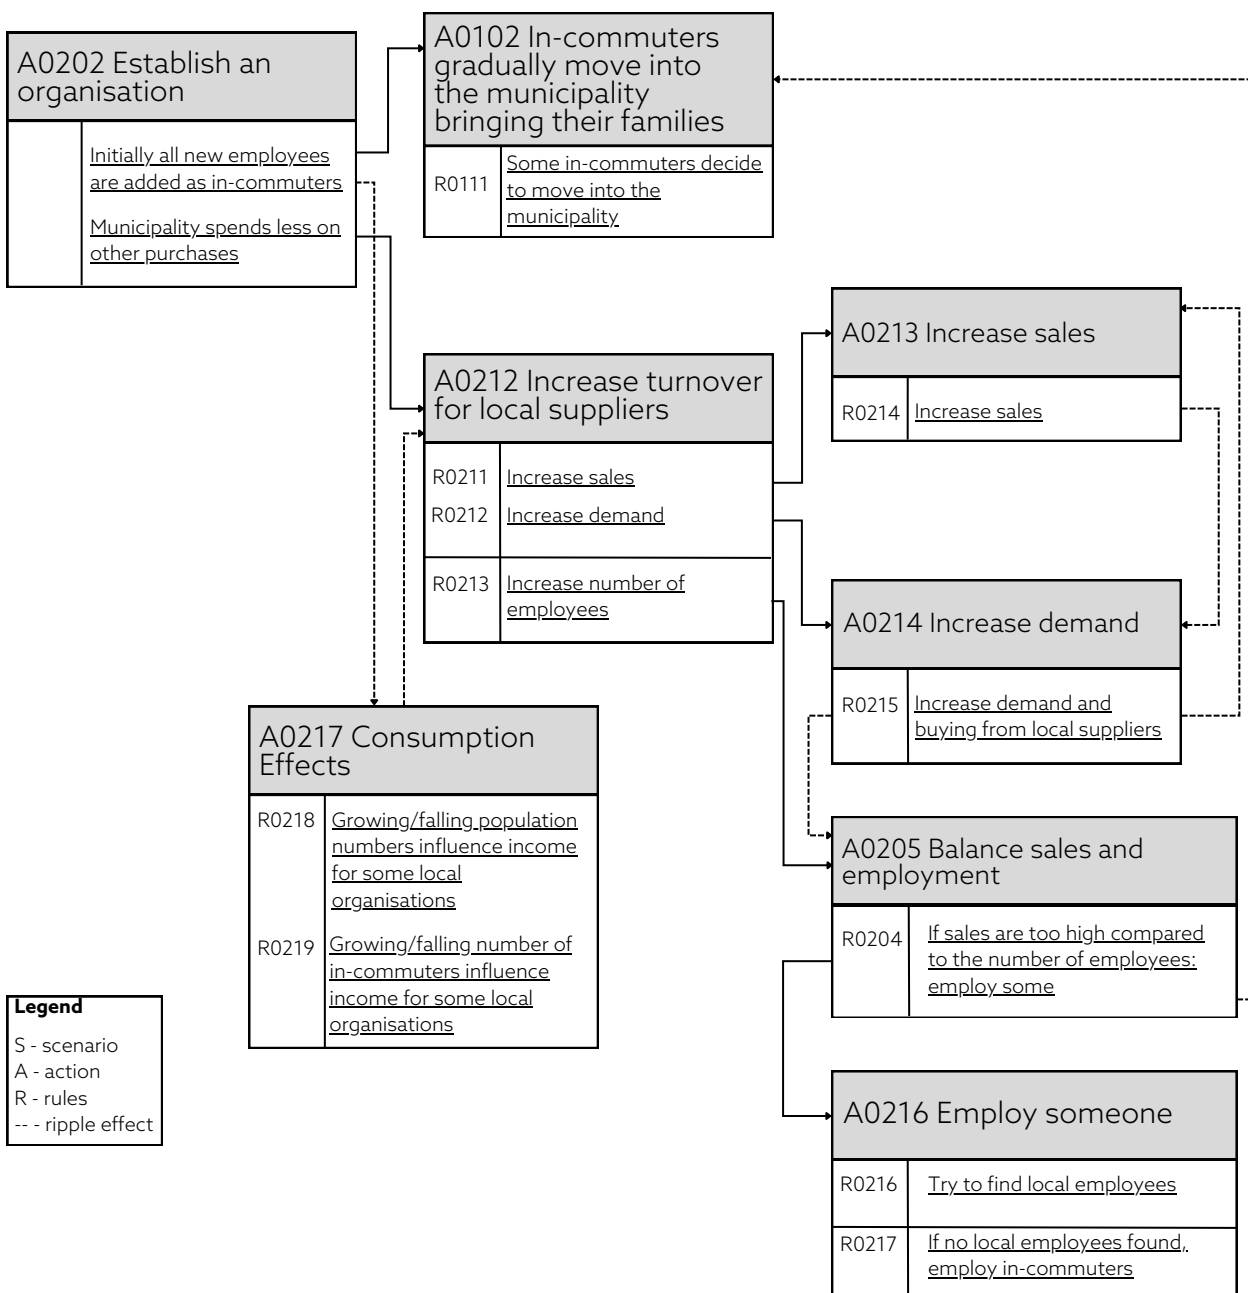 A0202 Establish an
organisation
Initially all new employees
are added as in-commuters
Municipality spends less on
other purchases
A0102 In-commuters
gradually move into
the municipality
bringing their families
R0111
Some in-commuters decide
to move into the
municipality
A0212 Increase turnover
for local suppliers
R0211 Increase sales
R0212 Increase demand
R0213 Increase number of
employees
A0213 Increase sales
R0214 Increase sales
A0214 Increase demand
R0215 Increase demand and
buying from local suppliers
A0217 Consumption
Effects
R0218 Growing/falling population
numbers influence income
for some local
organisations
R0219 Growing/falling number of
in-commuters influence
income for some local
organisations
A0205 Balance sales and
employment
R0204 If sales are too high compared
to the number of employees:
employ some
A0216 Employ someone
R0216 Try to find local employees
R0217 If no local employees found,
employ in-commuters
Legend
S - scenario
A - action
R - rules
-- - ripple effect